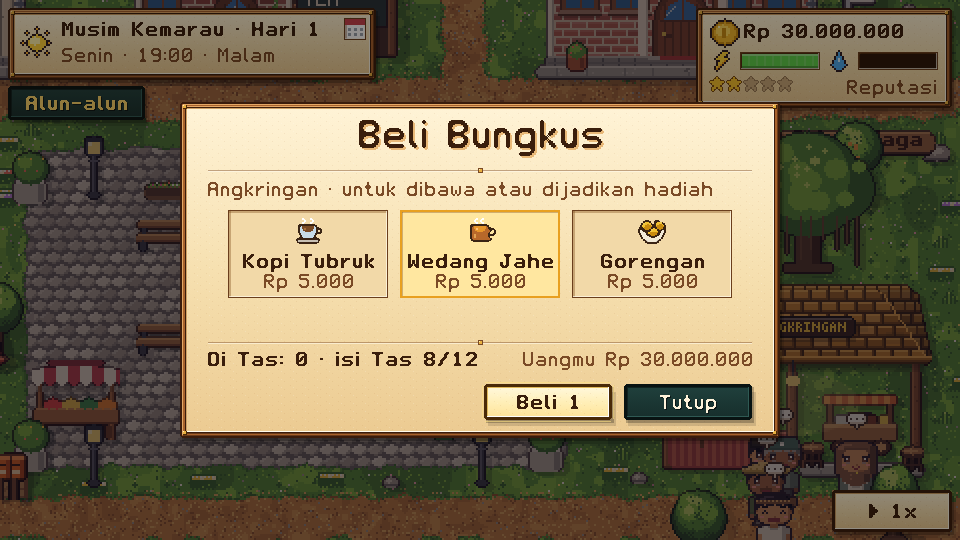 Musim Kemarau · Hari 1
Senin · 19:00 · Malam
Rp 30.000.000
Reputasi
Alun-alun
Beli Bungkus
Angkringan · untuk dibawa atau dijadikan hadiah
Kopi Tubruk
Rp 5.000
Wedang Jahe
Rp 5.000
Gorengan
Rp 5.000
Di Tas: 0 · isi Tas 8/12
Uangmu Rp 30.000.000
Beli 1
Tutup
aga
GKRINGAN
1x